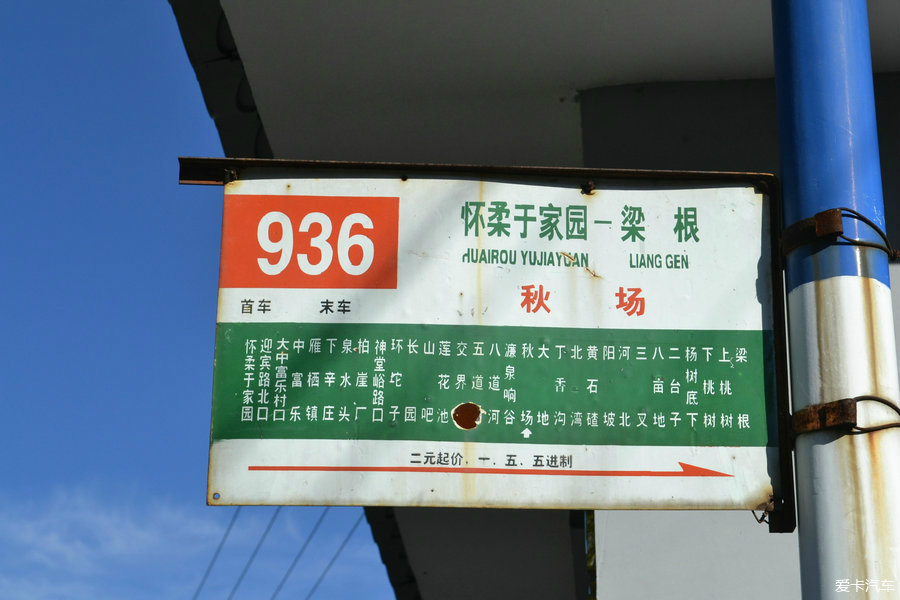 936
怀柔于家园－梁根
HUAIROU YUJIAYUAN LIANG GEN
秋场
首车 末车
怀柔于家园
迎宾路北口
大中富乐村口
中富乐
雁栖镇
下辛庄
泉水头
柏崖厂
神堂峪路口
环坨子
长园
山吧
莲花池
交界
五道
八道河
濂泉响谷
秋场
大地
丁香沟
北湾
黄石碴
阳坡
河北
三叉
八亩地
二台子
杨树底下
下桃树
上桃树
梁根
二元起价、一、五、五进制
爱卡汽车